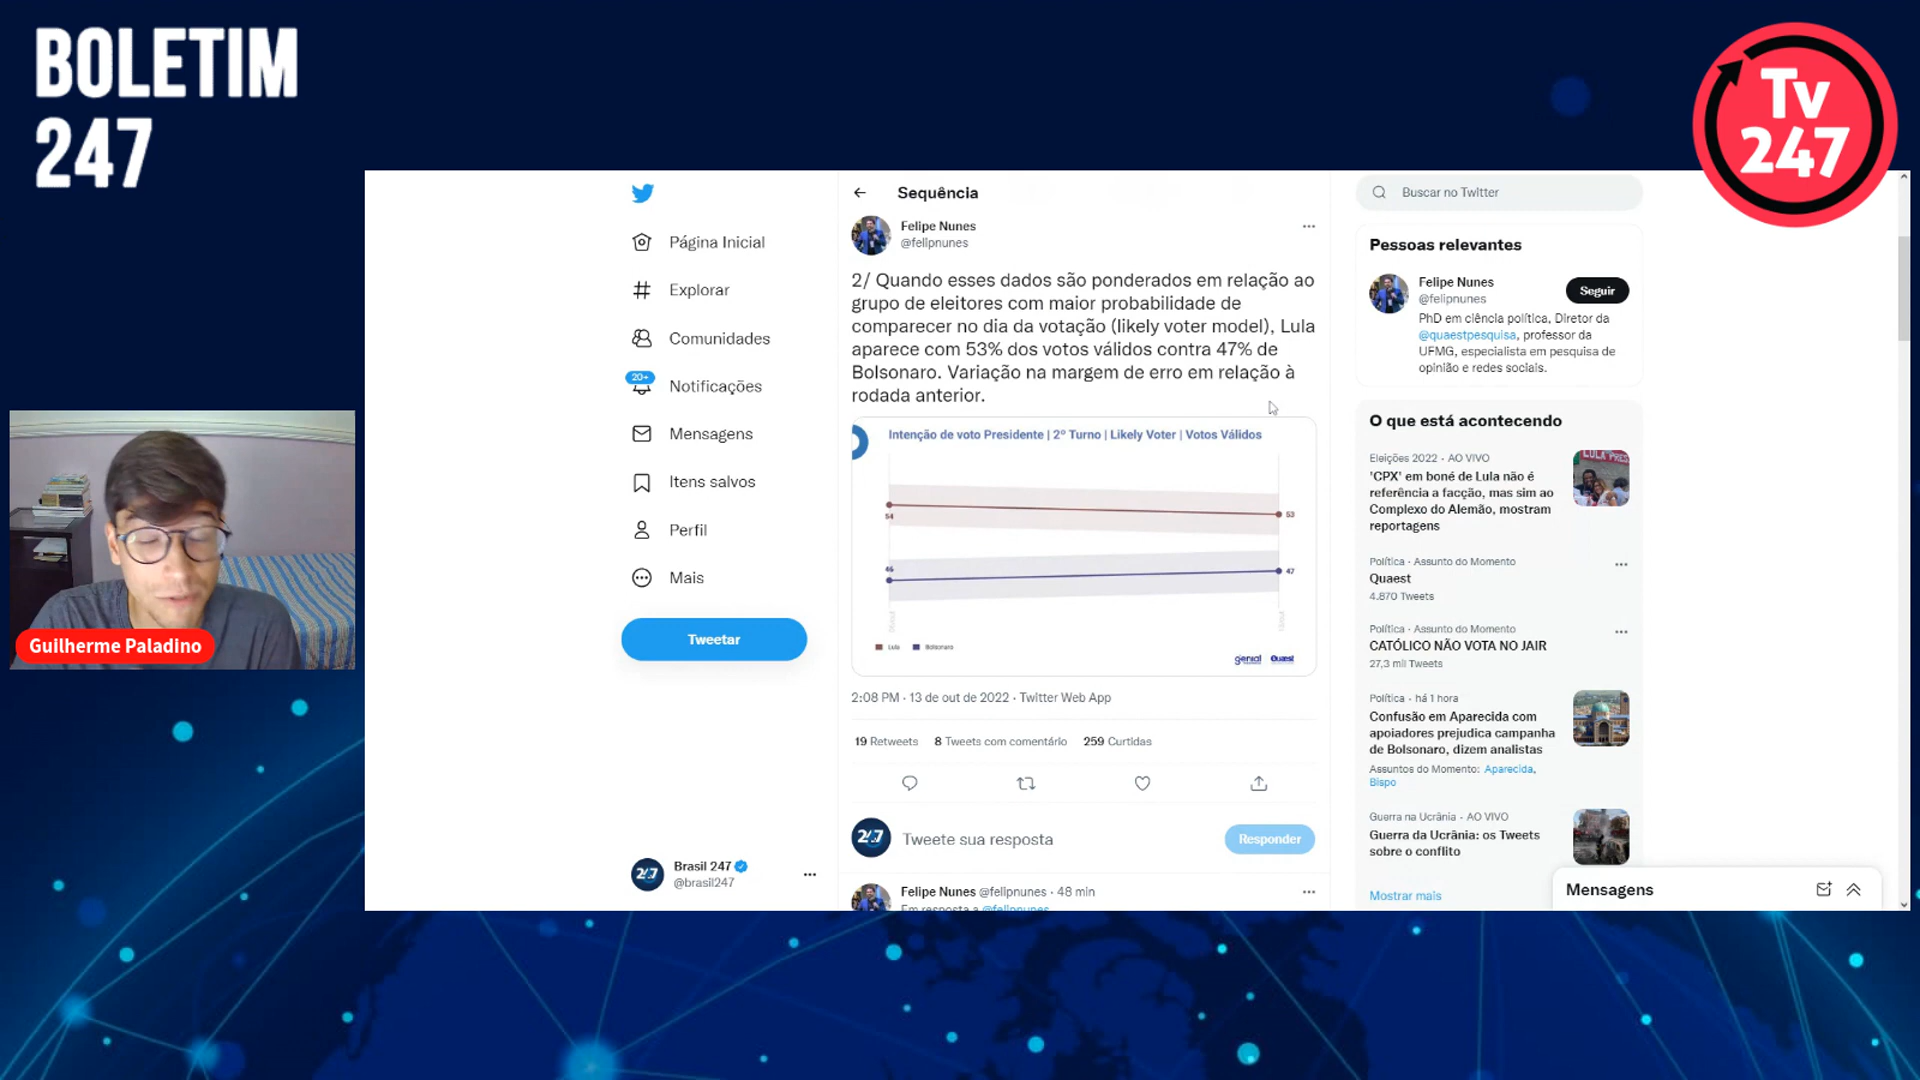 BOLETIM
247
Tv
247
Guilherme Paladino
Página Inicial
Explorar
Comunidades
20+
Notificações
Mensagens
Itens salvos
Perfil
Mais
Tweetar
Brasil 247
@brasil247
Sequência
Felipe Nunes
@felipnunes
2/ Quando esses dados são ponderados em relação ao
grupo de eleitores com maior probabilidade de
comparecer no dia da votação (likely voter model), Lula
aparece com 53% dos votos válidos contra 47% de
Bolsonaro. Variação na margem de erro em relação à
rodada anterior.
Intenção de voto Presidente | 2º Turno | Likely Voter | Votos Válidos
54
53
46
47
Lula
Bolsonaro
genial
Quaest
2:08 PM · 13 de out de 2022 · Twitter Web App
19 Retweets 8 Tweets com comentário 259 Curtidas
247
Tweete sua resposta
Responder
Felipe Nunes @felipnunes · 48 min
Em resposta a @felipnunes
Buscar no Twitter
Pessoas relevantes
Felipe Nunes
@felipnunes
Seguir
PhD em ciência política, Diretor da
@quaestpesquisa, professor da
UFMG, especialista em pesquisa de
opinião e redes sociais.
O que está acontecendo
Eleições 2022 · AO VIVO
'CPX' em boné de Lula não é
referência a facção, mas sim ao
Complexo do Alemão, mostram
reportagens
Política · Assunto do Momento
Quaest
4.870 Tweets
Política · Assunto do Momento
CATÓLICO NÃO VOTA NO JAIR
27,3 mil Tweets
Política · há 1 hora
Confusão em Aparecida com
apoiadores prejudica campanha
de Bolsonaro, dizem analistas
Assuntos do Momento: Aparecida,
Bispo
Guerra na Ucrânia · AO VIVO
Guerra da Ucrânia: os Tweets
sobre o conflito
Mostrar mais
Mensagens